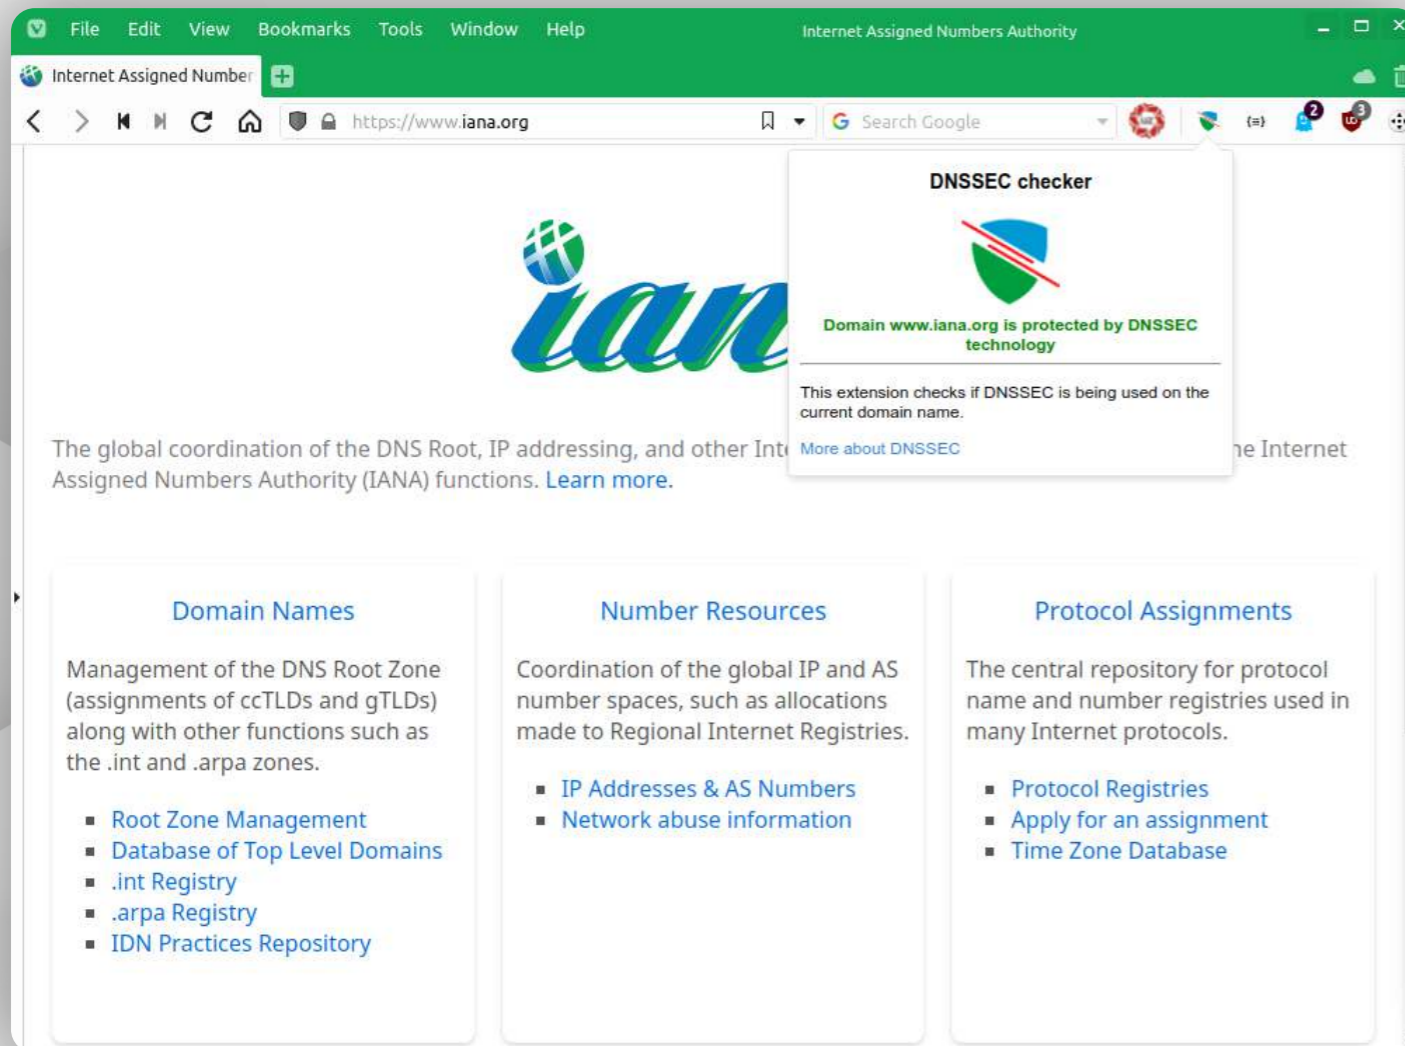 File Edit View Bookmarks Tools Window Help Internet Assigned Numbers Authority
Internet Assigned Number
https://www.iana.org Search Google 2 3
DNSSEC checker
Domain www.iana.org is protected by DNSSEC
technology
This extension checks if DNSSEC is being used on the
current domain name.
More about DNSSEC
ian
The global coordination of the DNS Root, IP addressing, and other Inte he Internet
Assigned Numbers Authority (IANA) functions. Learn more.
Domain Names
Management of the DNS Root Zone
(assignments of ccTLDs and gTLDs)
along with other functions such as
the .int and .arpa zones.
Root Zone Management
Database of Top Level Domains
.int Registry
.arpa Registry
IDN Practices Repository
Number Resources
Coordination of the global IP and AS
number spaces, such as allocations
made to Regional Internet Registries.
IP Addresses & AS Numbers
Network abuse information
Protocol Assignments
The central repository for protocol
name and number registries used in
many Internet protocols.
Protocol Registries
Apply for an assignment
Time Zone Database